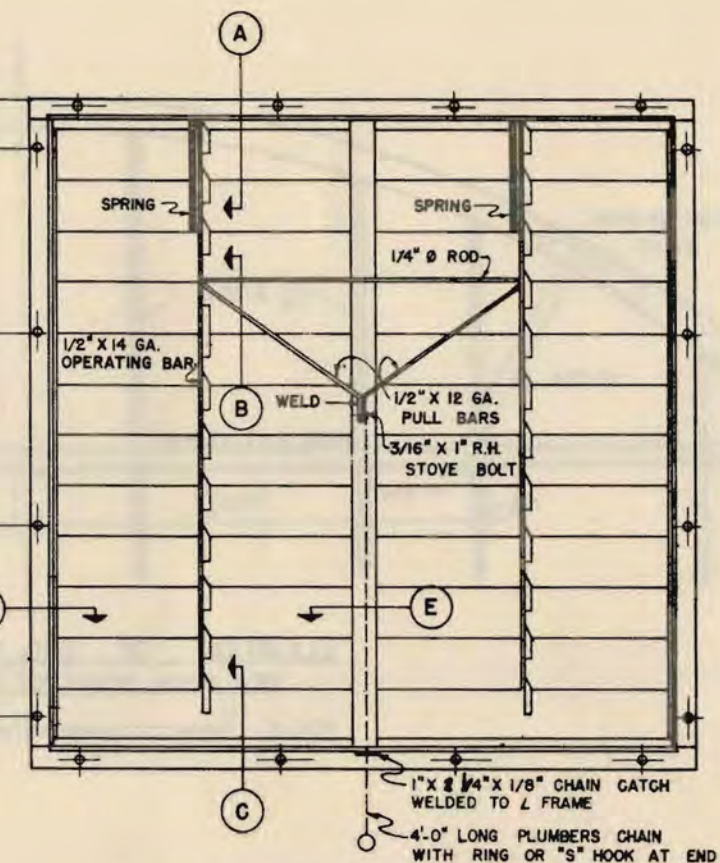 A
SPRING
SPRING
1/4" Ø ROD
1/2" X 14 GA.
OPERATING BAR
B
WELD
1/2" X 12 GA.
PULL BARS
3/16" X 1" R.H.
STOVE BOLT
E
C
1" X 1/4" X 1/8" CHAIN CATCH
WELDED TO L FRAME
4'-0" LONG PLUMBERS CHAIN
WITH RING OR "S" HOOK AT END